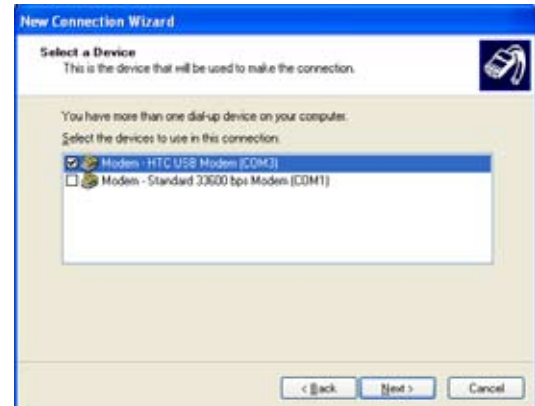 New Connection Wizard
Select a Device
This is the device that will be used to make the connection.
You have more than one dial-up device on your computer.
Select the devices to use in this connection:
Modem - HTC USB Modem (COM3)
Modem - Standard 33600 bps Modem (COM1)
< Back Next > Cancel